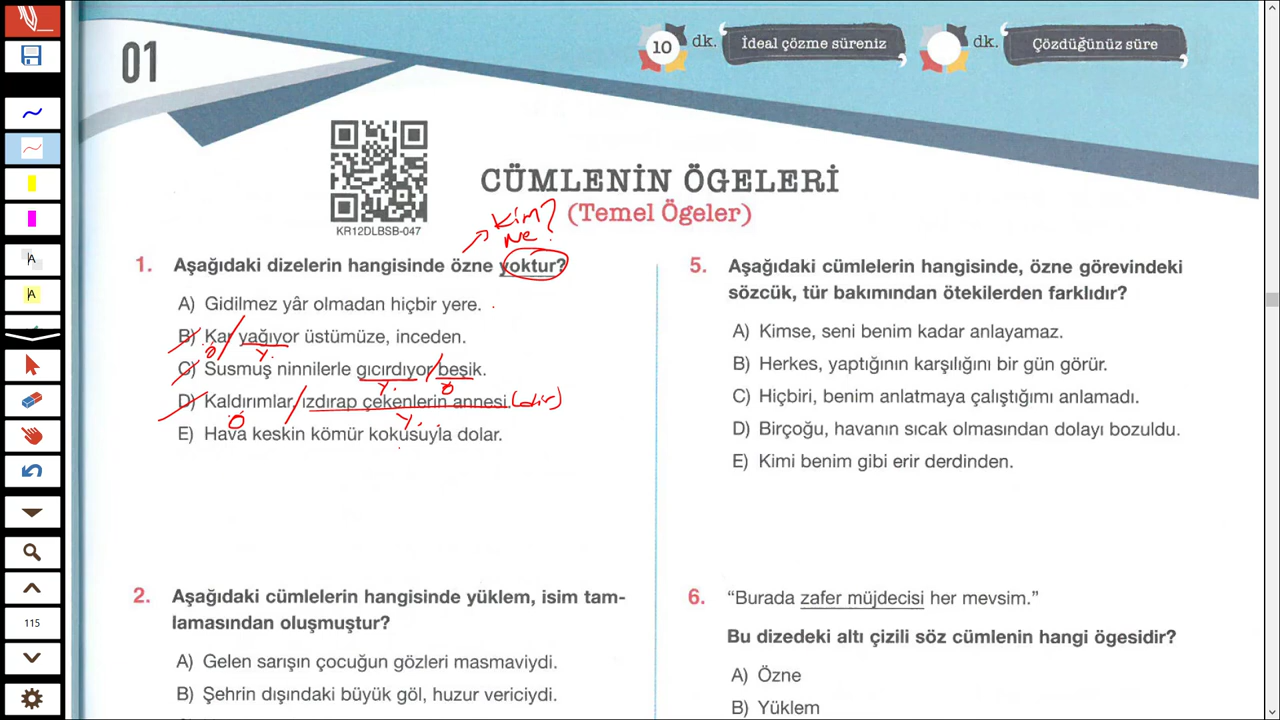 01
10 dk. İdeal çözme süreniz
dk. Çözdüğünüz süre
KR12DLBSB-047
CÜMLENİN ÖGELERİ
(Temel Ögeler)
Kim?
Ne?
1. Aşağıdaki dizelerin hangisinde özne yoktur?
A) Gidilmez yâr olmadan hiçbir yere.
B) Kar yağıyor üstümüze, inceden.
Ö Y.
C) Susmuş ninnilerle gıcırdıyor beşik.
Y. Ö
D) Kaldırımlar, ızdırap çekenlerin annesi. (dir)
Ö Y.
E) Hava keskin kömür kokusuyla dolar.
2. Aşağıdaki cümlelerin hangisinde yüklem, isim tam-
lamasından oluşmuştur?
A) Gelen sarışın çocuğun gözleri masmaviydi.
B) Şehrin dışındaki büyük göl, huzur vericiydi.
5. Aşağıdaki cümlelerin hangisinde, özne görevindeki
sözcük, tür bakımından ötekilerden farklıdır?
A) Kimse, seni benim kadar anlayamaz.
B) Herkes, yaptığının karşılığını bir gün görür.
C) Hiçbiri, benim anlatmaya çalıştığımı anlamadı.
D) Birçoğu, havanın sıcak olmasından dolayı bozuldu.
E) Kimi benim gibi erir derdinden.
6. “Burada zafer müjdecisi her mevsim.”
Bu dizedeki altı çizili söz cümlenin hangi ögesidir?
A) Özne
B) Yüklem
A
A
115